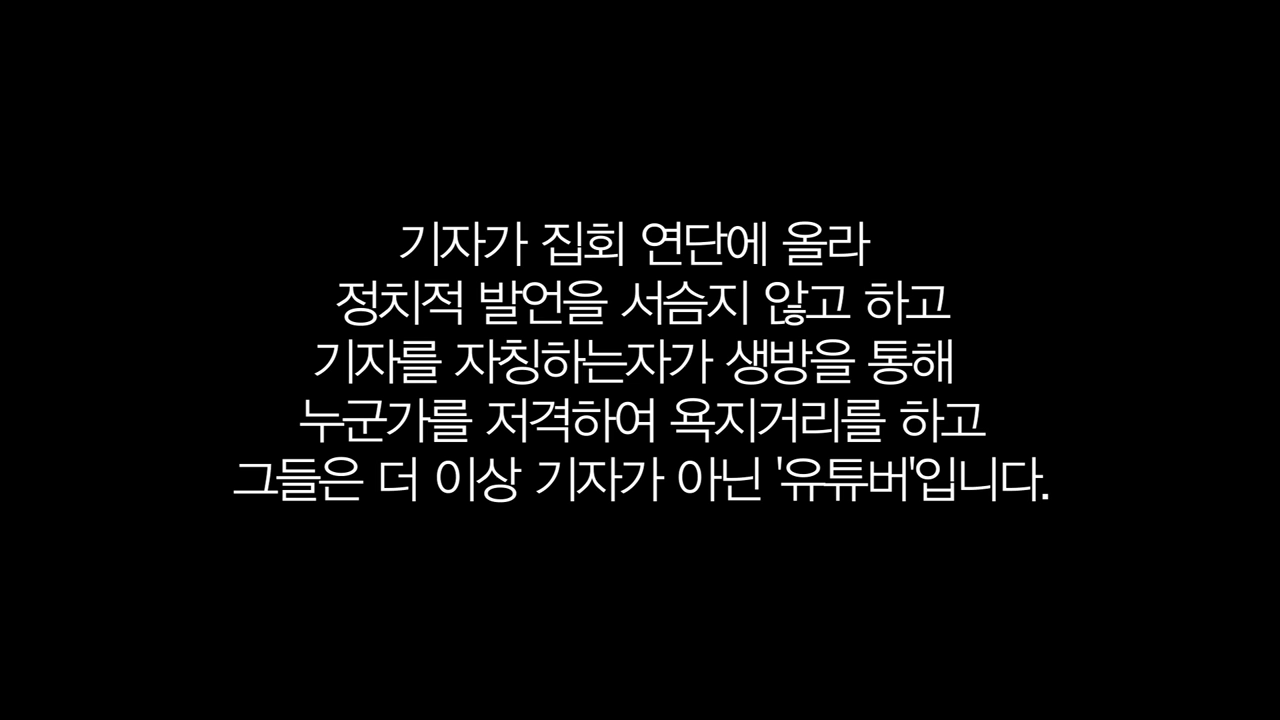 기자가 집회 연단에 올라
정치적 발언을 서슴지 않고 하고
기자를 자칭하는자가 생방을 통해
누군가를 저격하여 욕지거리를 하고
그들은 더 이상 기자가 아닌 '유튜버'입니다.